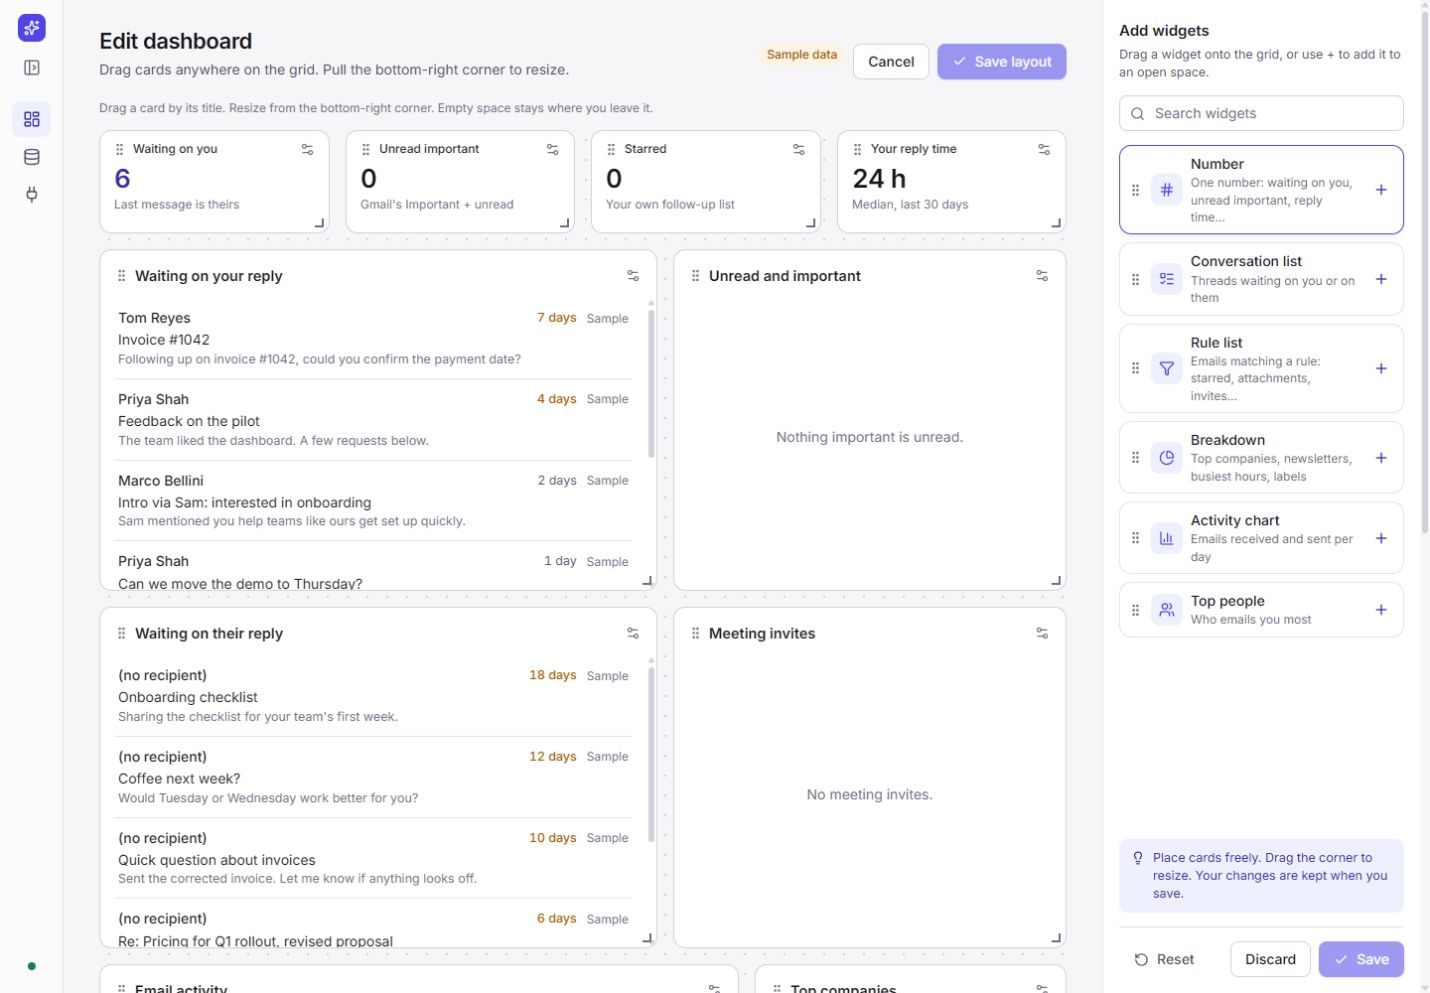 Edit dashboard
Drag cards anywhere on the grid. Pull the bottom-right corner to resize.
Sample data
Cancel
Save layout
Drag a card by its title. Resize from the bottom-right corner. Empty space stays where you leave it.
Waiting on you
6
Last message is theirs
Unread important
0
Gmail's Important + unread
Starred
0
Your own follow-up list
Your reply time
24 h
Median, last 30 days
Waiting on your reply
Tom Reyes
7 days Sample
Invoice #1042
Following up on invoice #1042, could you confirm the payment date?
Priya Shah
4 days Sample
Feedback on the pilot
The team liked the dashboard. A few requests below.
Marco Bellini
2 days Sample
Intro via Sam: interested in onboarding
Sam mentioned you help teams like ours get set up quickly.
Priya Shah
1 day Sample
Can we move the demo to Thursday?
Unread and important
Nothing important is unread.
Waiting on their reply
(no recipient)
18 days Sample
Onboarding checklist
Sharing the checklist for your team's first week.
(no recipient)
12 days Sample
Coffee next week?
Would Tuesday or Wednesday work better for you?
(no recipient)
10 days Sample
Quick question about invoices
Sent the corrected invoice. Let me know if anything looks off.
(no recipient)
6 days Sample
Re: Pricing for Q1 rollout, revised proposal
Meeting invites
No meeting invites.
Email activity
Top companies
Add widgets
Drag a widget onto the grid, or use + to add it to
an open space.
Search widgets
Number
One number: waiting on you,
unread important, reply
time...
Conversation list
Threads waiting on you or on
them
Rule list
Emails matching a rule:
starred, attachments,
invites...
Breakdown
Top companies, newsletters,
busiest hours, labels
Activity chart
Emails received and sent per
day
Top people
Who emails you most
Place cards freely. Drag the corner to
resize. Your changes are kept when you
save.
Reset
Discard
Save